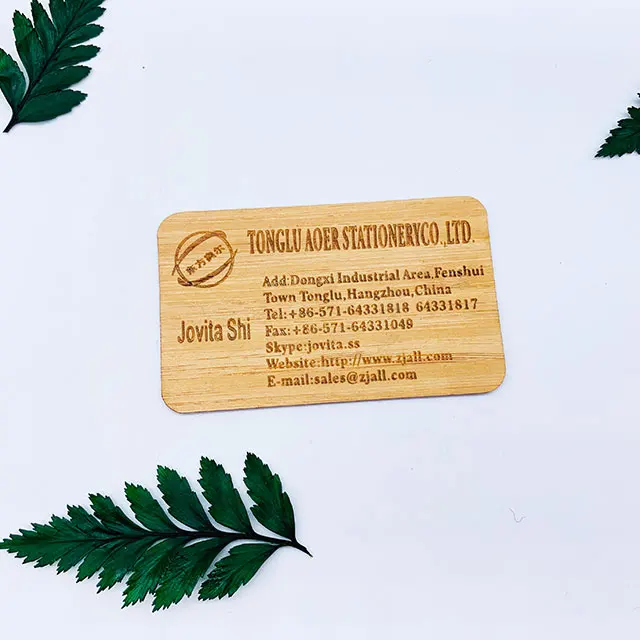 TONGLU AOER STATIONERYCO.,LTD.
Add:Dongxi Industrial Area,Fenshui
Town Tonglu,Hangzhou,China
Tel:+86-571-64331818 64331817
Jovita Shi
Fax:+86-571-64331049
Skype:jovita.ss
Website:http://www.zjall.com
E-mail:sales@zjall.com